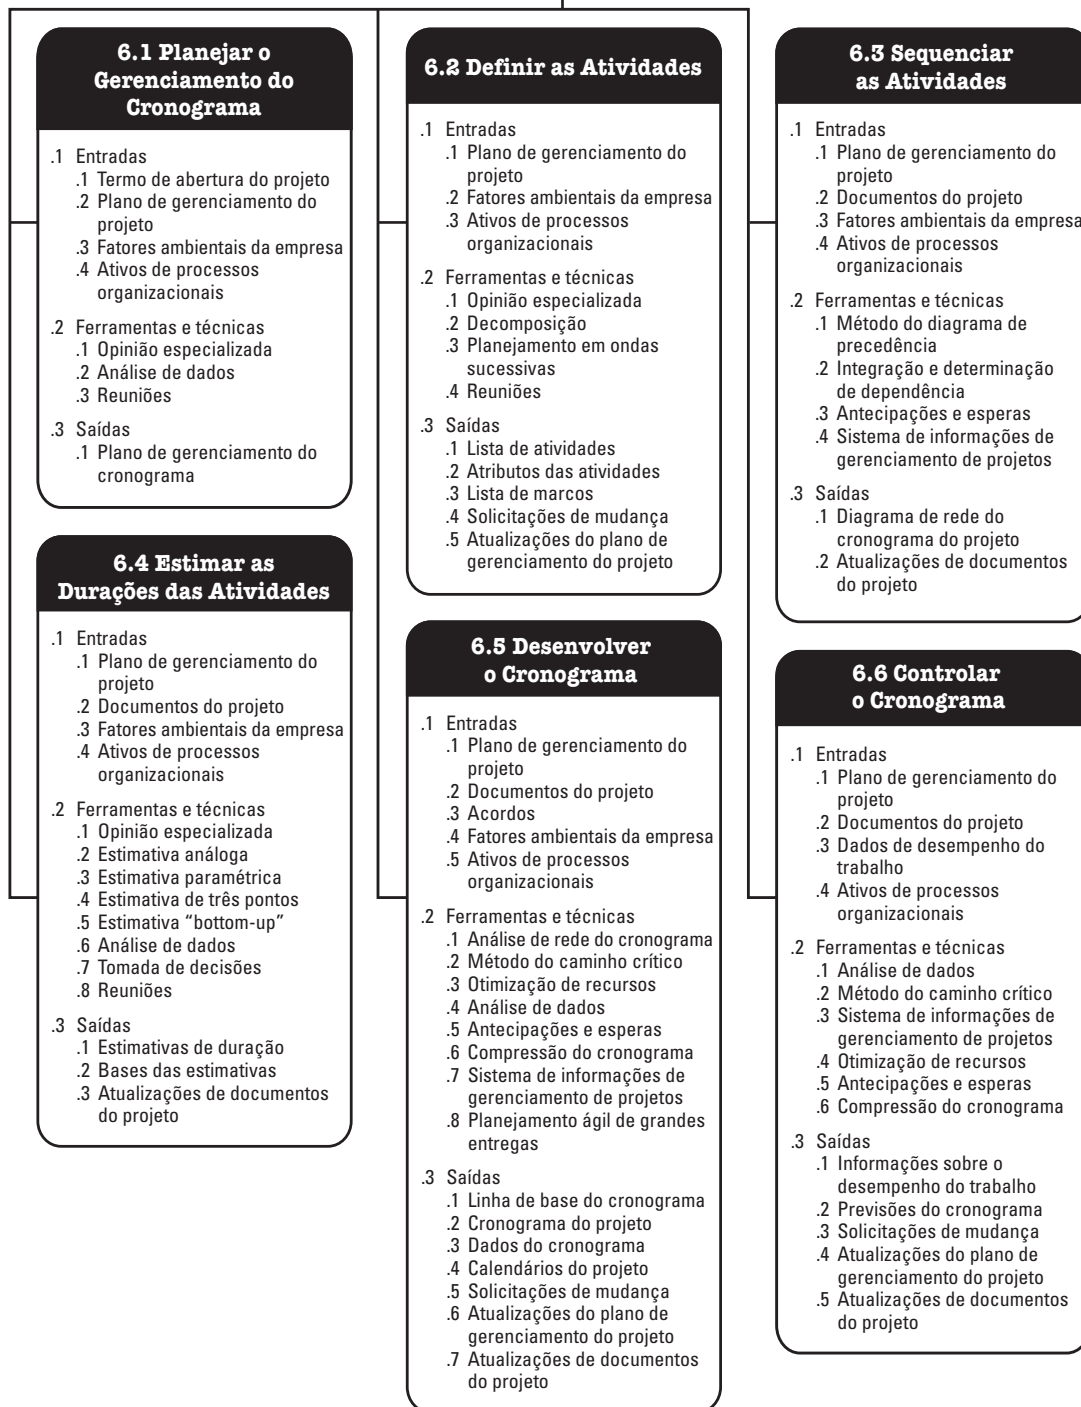 6.1 Planejar o
Gerenciamento do
Cronograma
.1 Entradas
.1 Termo de abertura do projeto
.2 Plano de gerenciamento do
projeto
.3 Fatores ambientais da empresa
.4 Ativos de processos
organizacionais
.2 Ferramentas e técnicas
.1 Opinião especializada
.2 Análise de dados
.3 Reuniões
.3 Saídas
.1 Plano de gerenciamento do
cronograma
6.2 Definir as Atividades
.1 Entradas
.1 Plano de gerenciamento do
projeto
.2 Fatores ambientais da empresa
.3 Ativos de processos
organizacionais
.2 Ferramentas e técnicas
.1 Opinião especializada
.2 Decomposição
.3 Planejamento em ondas
sucessivas
.4 Reuniões
.3 Saídas
.1 Lista de atividades
.2 Atributos das atividades
.3 Lista de marcos
.4 Solicitações de mudança
.5 Atualizações do plano de
gerenciamento do projeto
6.3 Sequenciar
as Atividades
.1 Entradas
.1 Plano de gerenciamento do
projeto
.2 Documentos do projeto
.3 Fatores ambientais da empresa
.4 Ativos de processos
organizacionais
.2 Ferramentas e técnicas
.1 Método do diagrama de
precedência
.2 Integração e determinação
de dependência
.3 Antecipações e esperas
.4 Sistema de informações de
gerenciamento de projetos
.3 Saídas
.1 Diagrama de rede do
cronograma do projeto
.2 Atualizações de documentos
do projeto
6.4 Estimar as
Durações das Atividades
.1 Entradas
.1 Plano de gerenciamento do
projeto
.2 Documentos do projeto
.3 Fatores ambientais da empresa
.4 Ativos de processos
organizacionais
.2 Ferramentas e técnicas
.1 Opinião especializada
.2 Estimativa análoga
.3 Estimativa paramétrica
.4 Estimativa de três pontos
.5 Estimativa “bottom-up”
.6 Análise de dados
.7 Tomada de decisões
.8 Reuniões
.3 Saídas
.1 Estimativas de duração
.2 Bases das estimativas
.3 Atualizações de documentos
do projeto
6.5 Desenvolver
o Cronograma
.1 Entradas
.1 Plano de gerenciamento do
projeto
.2 Documentos do projeto
.3 Acordos
.4 Fatores ambientais da empresa
.5 Ativos de processos
organizacionais
.2 Ferramentas e técnicas
.1 Análise de rede do cronograma
.2 Método do caminho crítico
.3 Otimização de recursos
.4 Análise de dados
.5 Antecipações e esperas
.6 Compressão do cronograma
.7 Sistema de informações de
gerenciamento de projetos
.8 Planejamento ágil de grandes
entregas
.3 Saídas
.1 Linha de base do cronograma
.2 Cronograma do projeto
.3 Dados do cronograma
.4 Calendários do projeto
.5 Solicitações de mudança
.6 Atualizações do plano de
gerenciamento do projeto
.7 Atualizações de documentos
do projeto
6.6 Controlar
o Cronograma
.1 Entradas
.1 Plano de gerenciamento do
projeto
.2 Documentos do projeto
.3 Dados de desempenho do
trabalho
.4 Ativos de processos
organizacionais
.2 Ferramentas e técnicas
.1 Análise de dados
.2 Método do caminho crítico
.3 Sistema de informações de
gerenciamento de projetos
.4 Otimização de recursos
.5 Antecipações e esperas
.6 Compressão do cronograma
.3 Saídas
.1 Informações sobre o
desempenho do trabalho
.2 Previsões do cronograma
.3 Solicitações de mudança
.4 Atualizações do plano de
gerenciamento do projeto
.5 Atualizações de documentos
do projeto